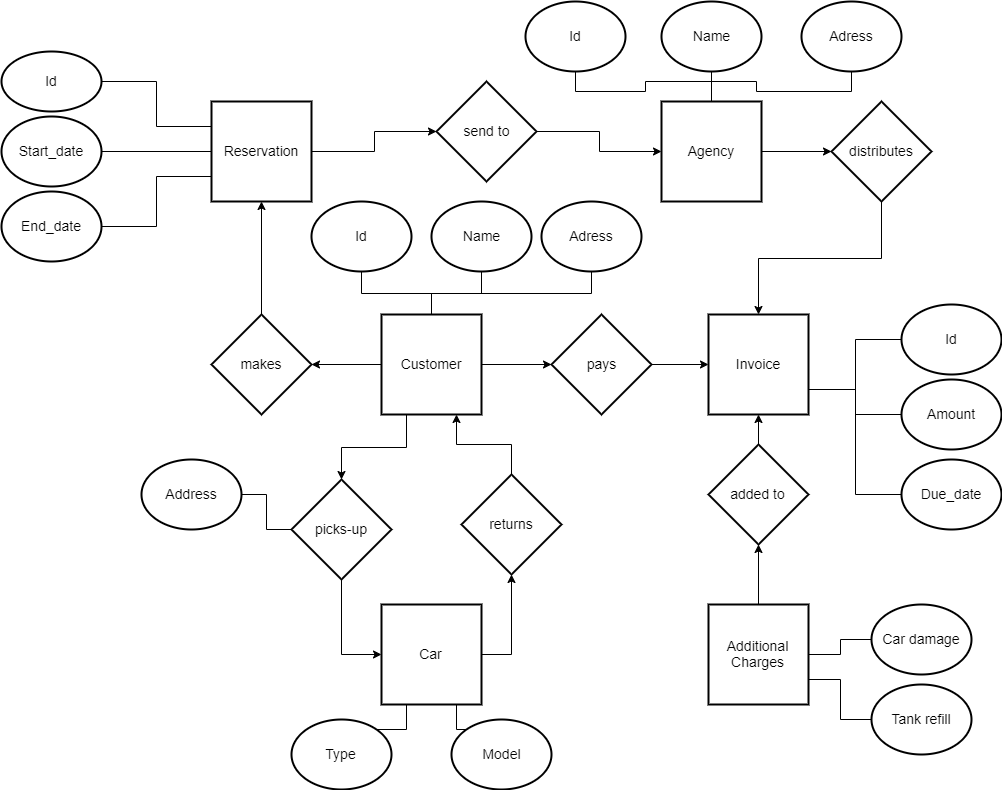 Id
Name
Adress
Id
Start_date
End_date
Reservation
send to
Agency
distributes
Id
Name
Adress
makes
Customer
pays
Invoice
Id
Amount
Due_date
Address
picks-up
returns
added to
Car
Additional
Charges
Car damage
Tank refill
Type
Model